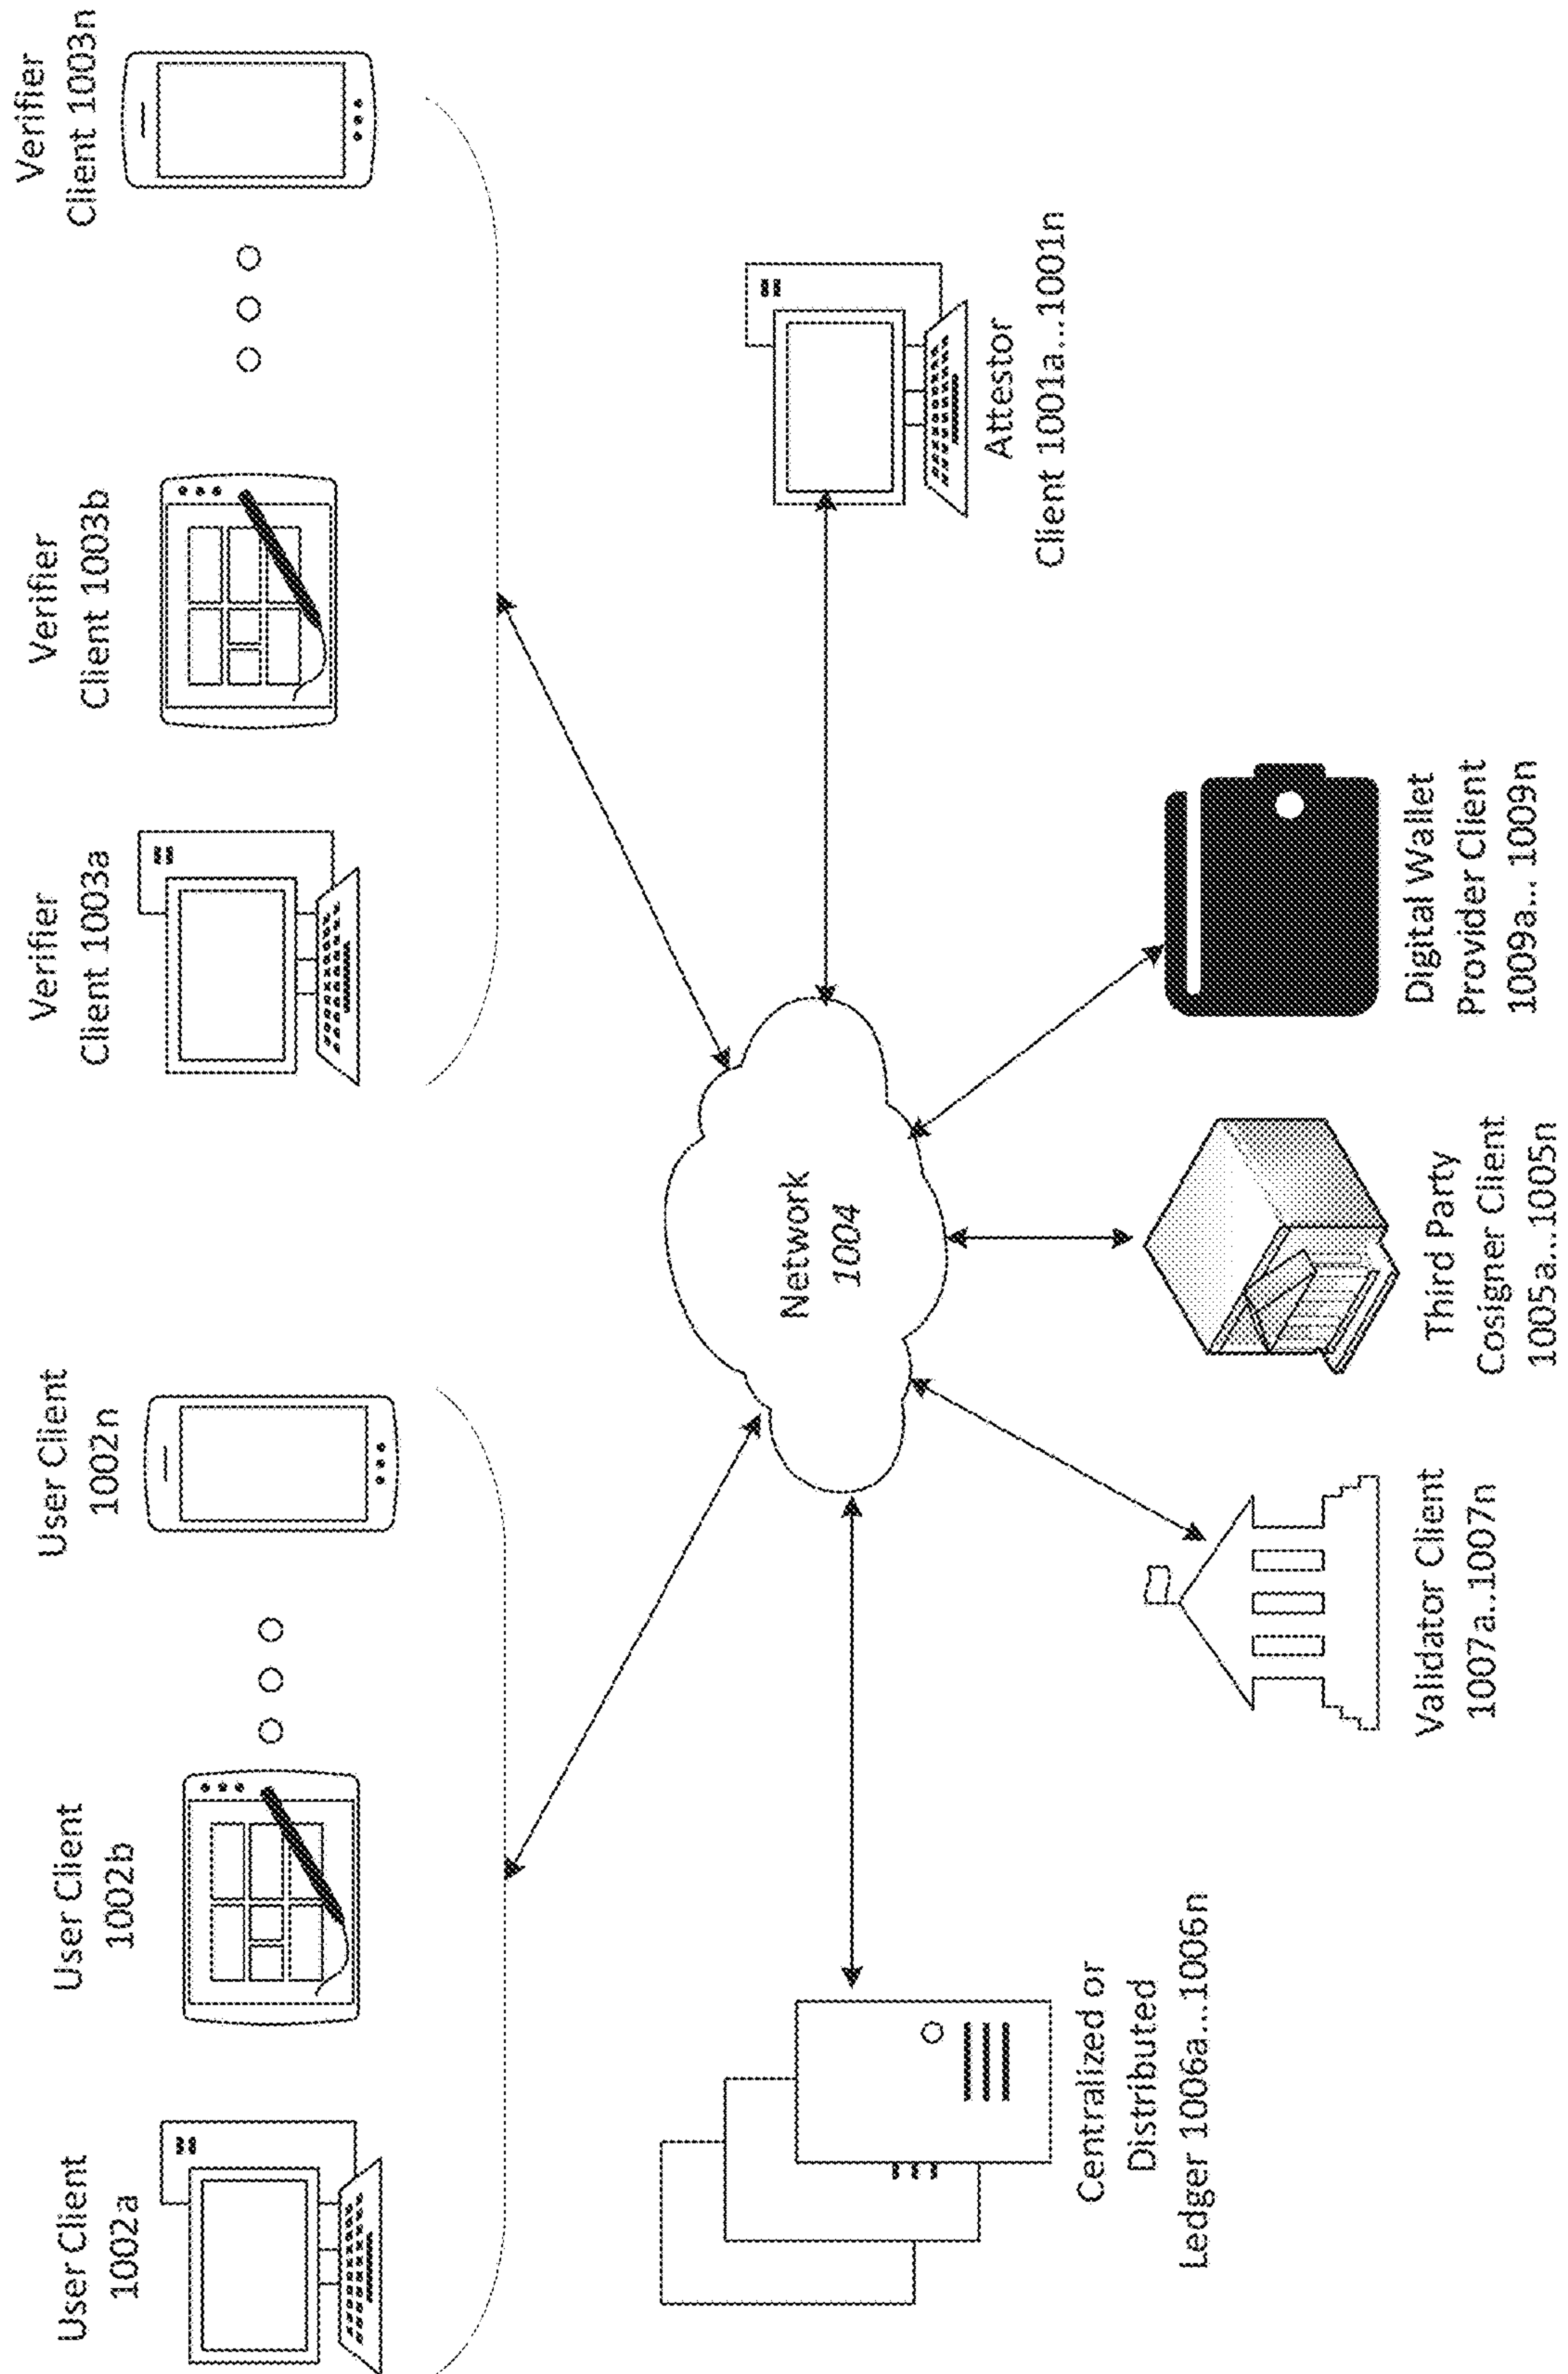 User Client
1002a
User Client
1002b
User Client
1002n
Verifier
Client 1003a
Verifier
Client 1003b
Verifier
Client 1003n
Network
1004
Centralized or
Distributed
Ledger 1006a...1006n
Attestor
Client 1001a...1001n
Validator Client
1007a..1007n
Third Party
Cosigner Client
1005a...1005n
Digital Wallet
Provider Client
1009a... 1009n